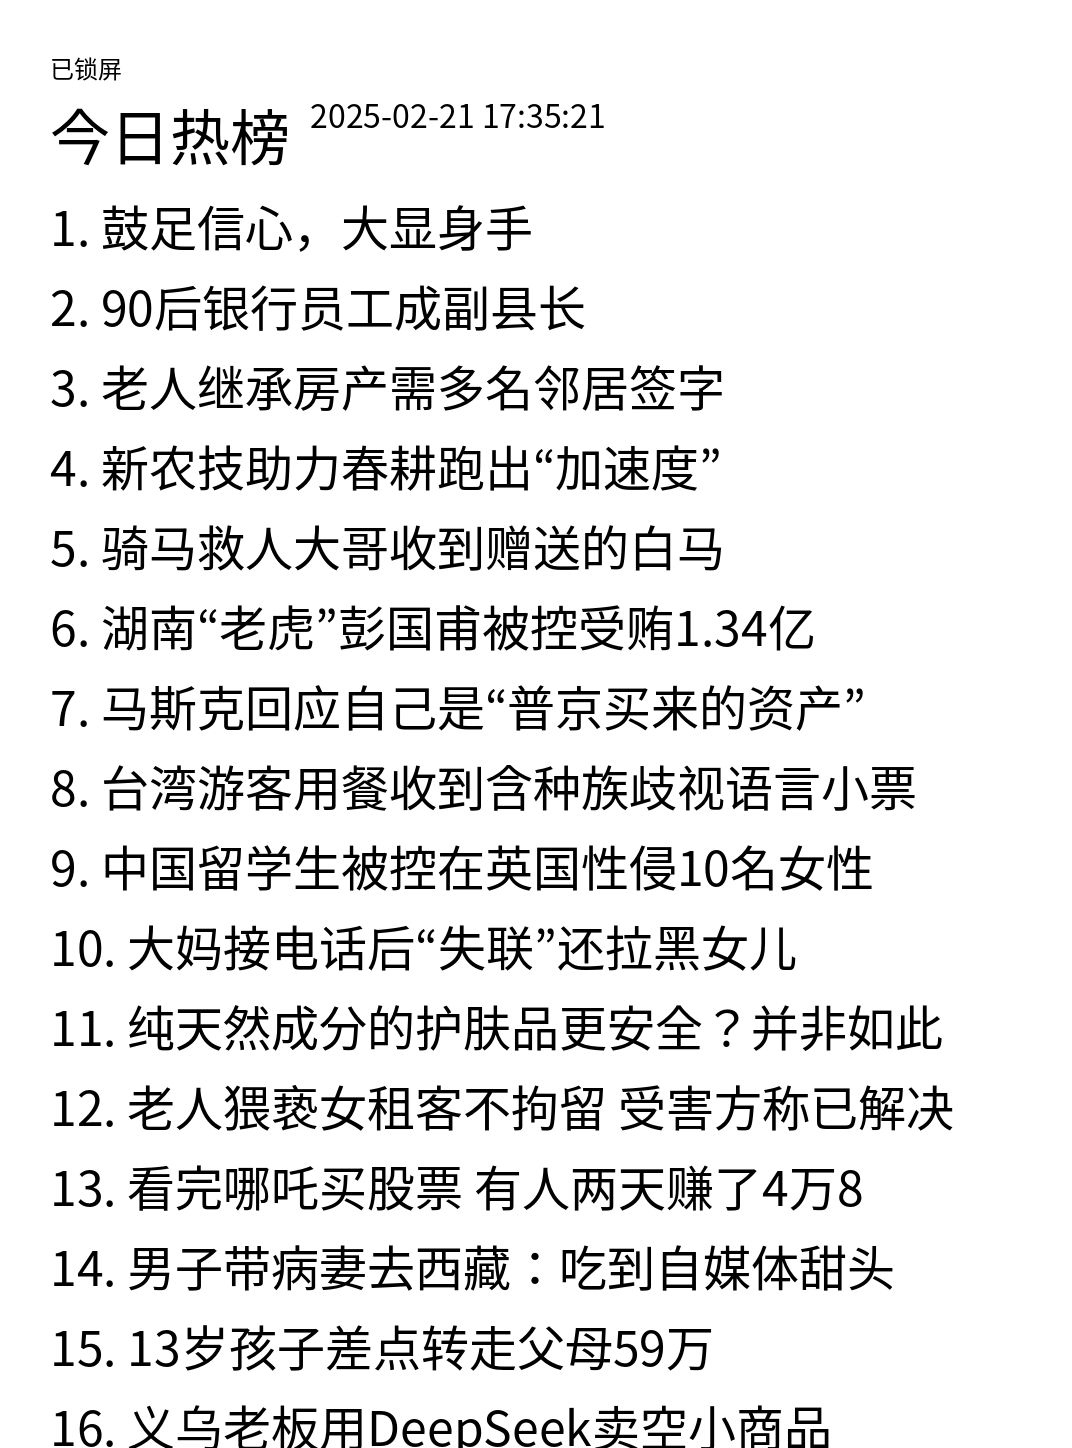 已锁屏
今日热榜 2025-02-21 17:35:21
1. 鼓足信心，大显身手
2. 90后银行员工成副县长
3. 老人继承房产需多名邻居签字
4. 新农技助力春耕跑出“加速度”
5. 骑马救人大哥收到赠送的白马
6. 湖南“老虎”彭国甫被控受贿1.34亿
7. 马斯克回应自己是“普京买来的资产”
8. 台湾游客用餐收到含种族歧视语言小票
9. 中国留学生被控在英国性侵10名女性
10. 大妈接电话后“失联”还拉黑女儿
11. 纯天然成分的护肤品更安全？并非如此
12. 老人猥亵女租客不拘留 受害方称已解决
13. 看完哪吒买股票 有人两天赚了4万8
14. 男子带病妻去西藏：吃到自媒体甜头
15. 13岁孩子差点转走父母59万
16. 义乌老板用DeepSeek卖空小商品